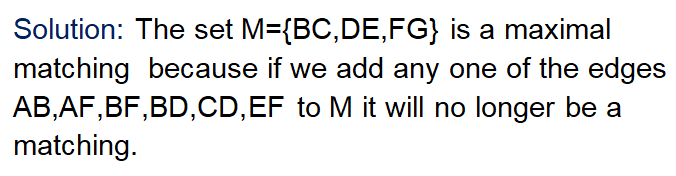 Solution: The set M={BC,DE,FG} is a maximal
matching because if we add any one of the edges
AB,AF,BF,BD,CD,EF to M it will no longer be a
matching.